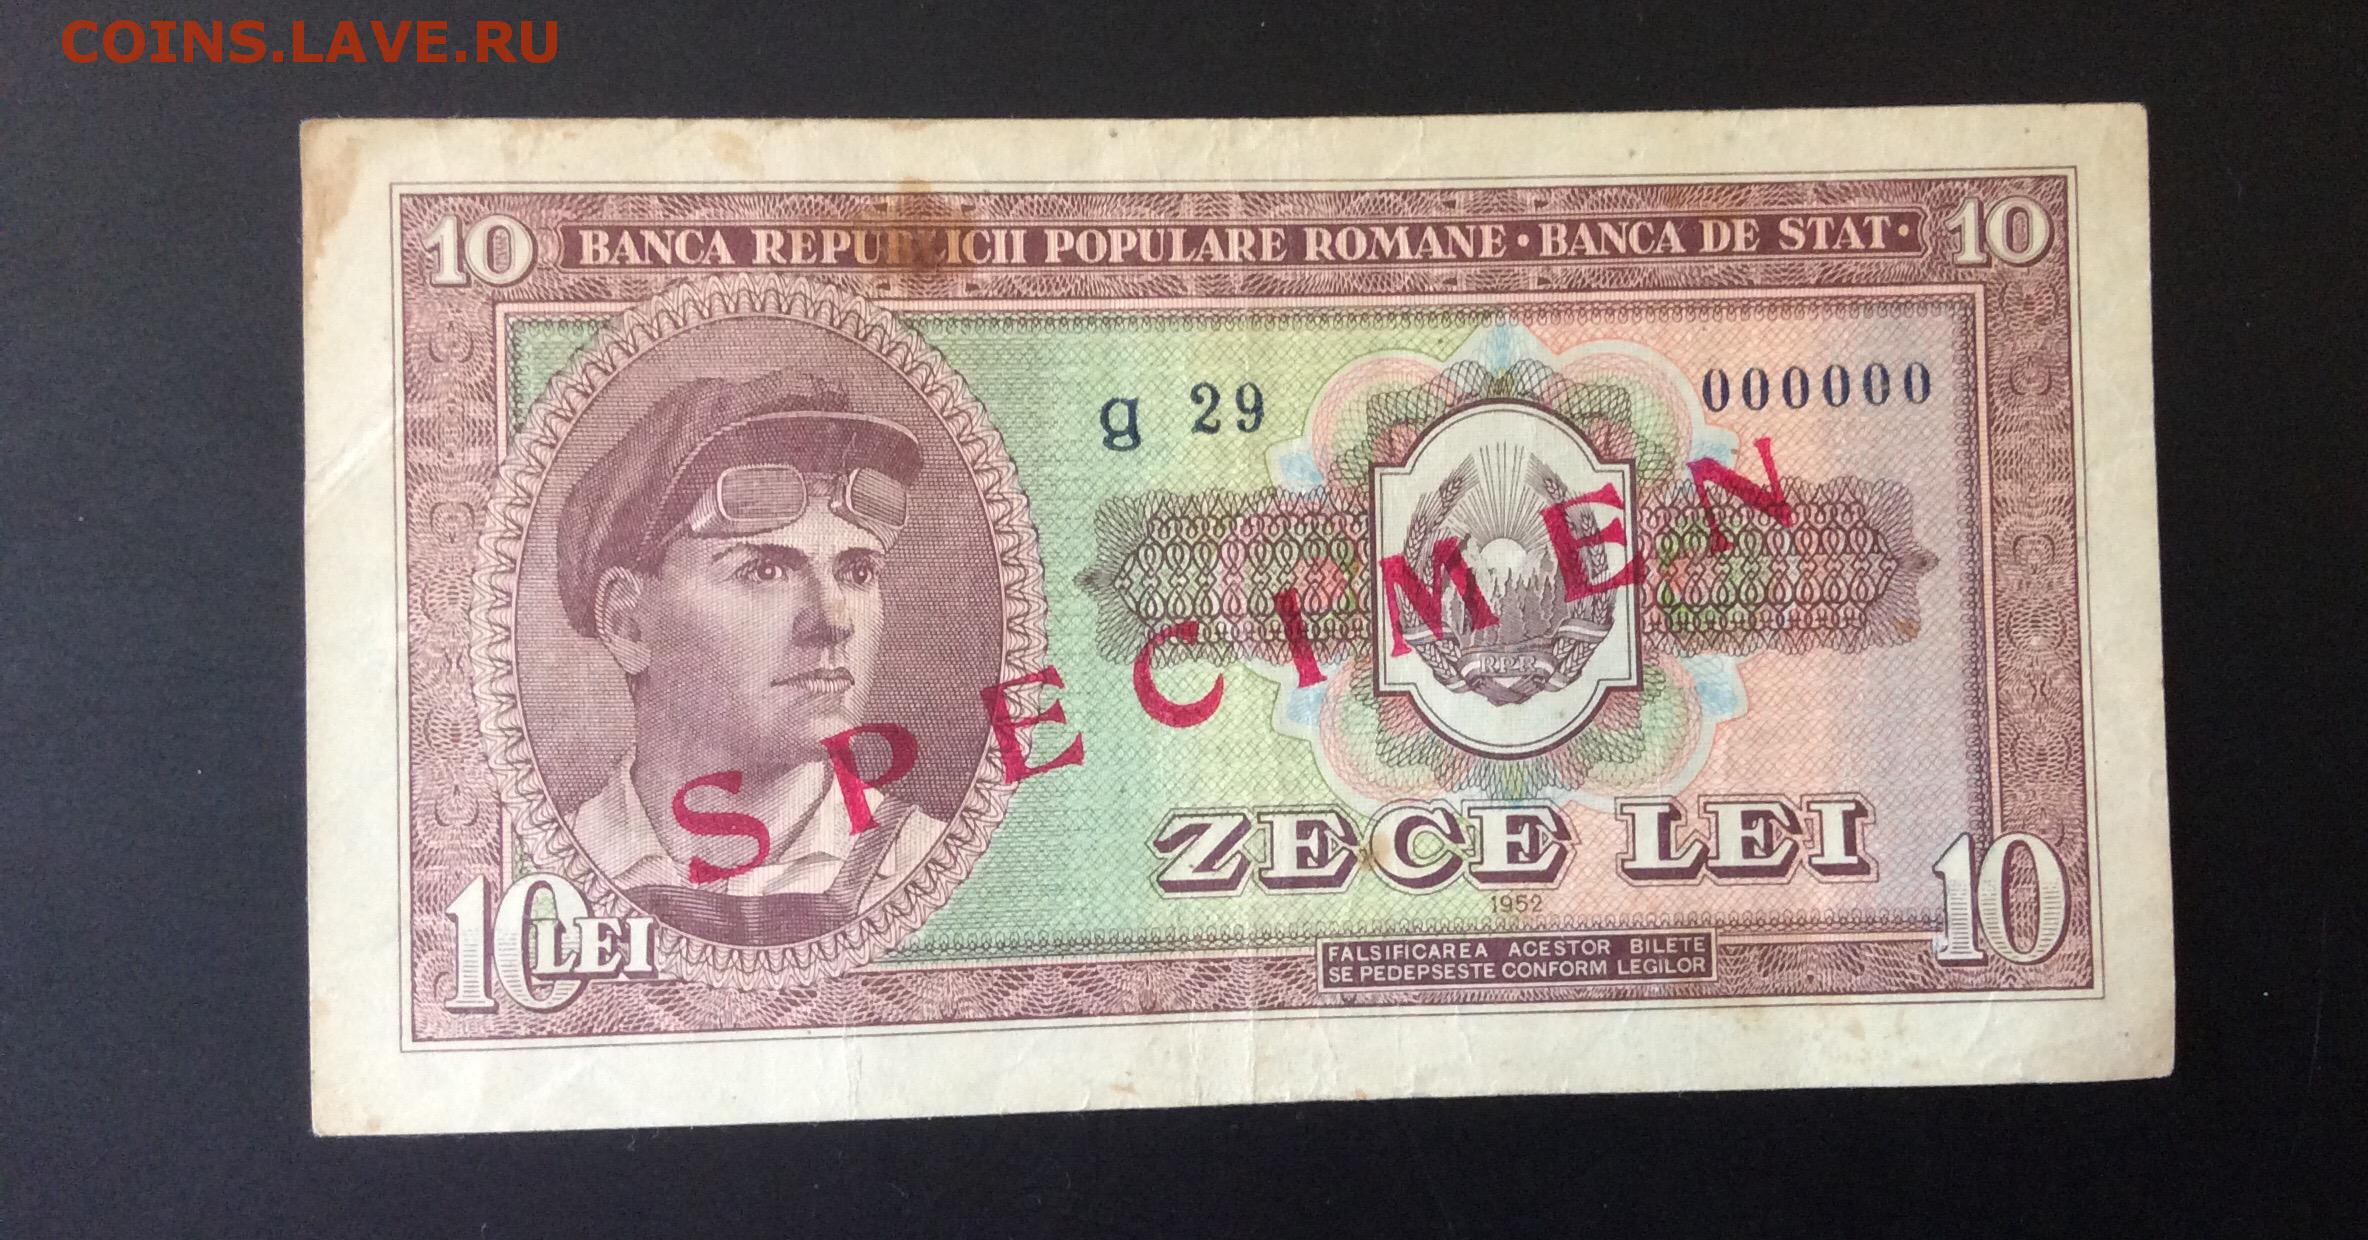 COINS.LAVE.RU
10 BANCA REPUBLICII POPULARE ROMANE • BANCA DE STAT • 10
g 29 000000
SPECIMEN
RPR
ZECE LEI
1952
10 LEI
10
FALSIFICAREA ACESTOR BILETE
SE PEDEPSESTE CONFORM LEGILOR